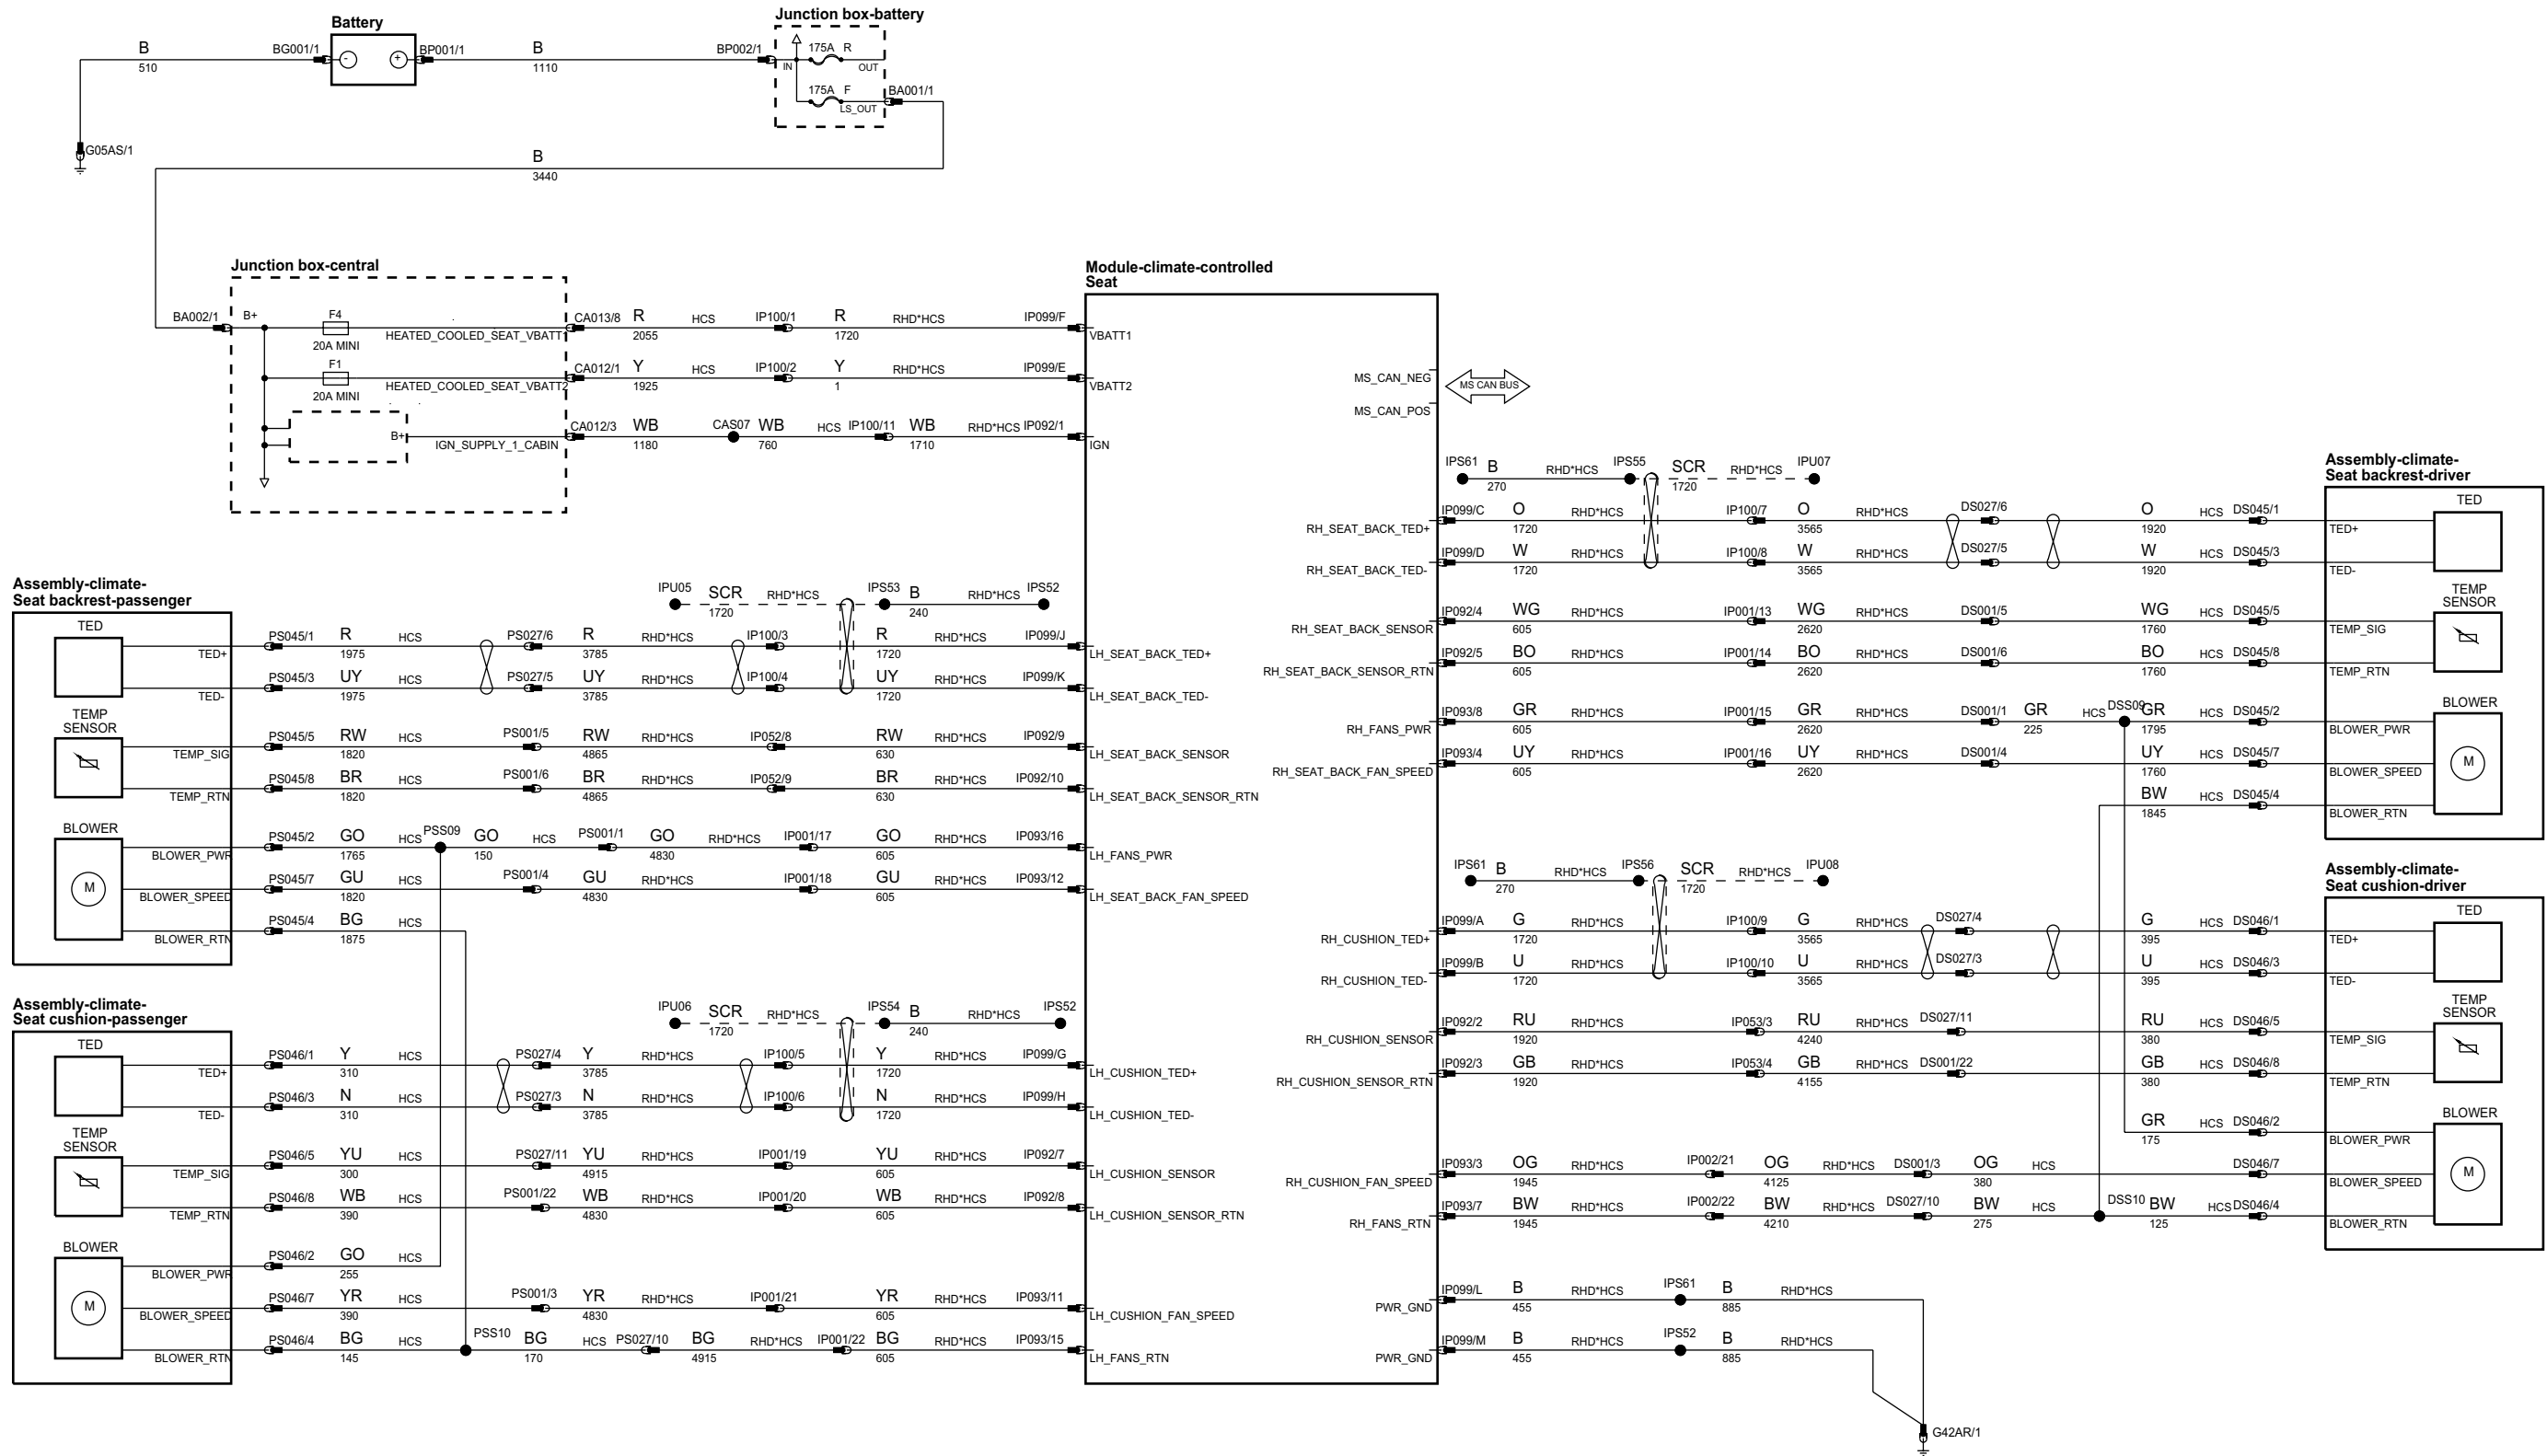 Battery
Junction box-battery
B
510
BG001/1
-
+
BP001/1
B
1110
BP002/1
IN
175A R
OUT
175A F
LS_OUT
BA001/1
G05AS/1
B
3440
Junction box-central
BA002/1
B+
F4
20A MINI
HEATED_COOLED_SEAT_VBATT1
F1
20A MINI
HEATED_COOLED_SEAT_VBATT2
B+
IGN_SUPPLY_1_CABIN
CA013/8 R HCS IP100/1 R RHD*HCS IP099/F
2055 1720
CA012/1 Y HCS IP100/2 Y RHD*HCS IP099/E
1925 1
CA012/3 WB CAS07 WB HCS IP100/11 WB RHD*HCS IP092/1
1180 760 1710
Module-climate-controlled
Seat
VBATT1
VBATT2
IGN
MS_CAN_NEG
MS_CAN_POS
MS CAN BUS
Assembly-climate-
Seat backrest-passenger
TED
TED+
TED-
TEMP
SENSOR
TEMP_SIG
TEMP_RTN
BLOWER
M
BLOWER_PWR
BLOWER_SPEED
BLOWER_RTN
IPU05 SCR RHD*HCS IPS53 B RHD*HCS IPS52
1720 240
PS045/1 R HCS PS027/6 R RHD*HCS IP100/3 R RHD*HCS IP099/J
1975 3785 1720
LH_SEAT_BACK_TED+
PS045/3 UY HCS PS027/5 UY RHD*HCS IP100/4 UY RHD*HCS IP099/K
1975 3785 1720
LH_SEAT_BACK_TED-
PS045/5 RW HCS PS001/5 RW RHD*HCS IP052/8 RW RHD*HCS IP092/9
1820 4865 630
LH_SEAT_BACK_SENSOR
PS045/8 BR HCS PS001/6 BR RHD*HCS IP052/9 BR RHD*HCS IP092/10
1820 4865 630
LH_SEAT_BACK_SENSOR_RTN
PS045/2 GO HCS PSS09 GO HCS PS001/1 GO RHD*HCS IP001/17 GO RHD*HCS IP093/16
1765 150 4830 605
LH_FANS_PWR
PS045/7 GU HCS PS001/4 GU RHD*HCS IP001/18 GU RHD*HCS IP093/12
1820 4830 605
LH_SEAT_BACK_FAN_SPEED
PS045/4 BG HCS
1875
Assembly-climate-
Seat cushion-passenger
TED
TED+
TED-
TEMP
SENSOR
TEMP_SIG
TEMP_RTN
BLOWER
M
BLOWER_PWR
BLOWER_SPEED
BLOWER_RTN
IPU06 SCR RHD*HCS IPS54 B RHD*HCS IPS52
1720 240
PS046/1 Y HCS PS027/4 Y RHD*HCS IP100/5 Y RHD*HCS IP099/G
310 3785 1720
LH_CUSHION_TED+
PS046/3 N HCS PS027/3 N RHD*HCS IP100/6 N RHD*HCS IP099/H
310 3785 1720
LH_CUSHION_TED-
PS046/5 YU HCS PS027/11 YU RHD*HCS IP001/19 YU RHD*HCS IP092/7
300 4915 605
LH_CUSHION_SENSOR
PS046/8 WB HCS PS001/22 WB RHD*HCS IP001/20 WB RHD*HCS IP092/8
390 4830 605
LH_CUSHION_SENSOR_RTN
PS046/2 GO HCS
255
PS046/7 YR HCS PS001/3 YR RHD*HCS IP001/21 YR RHD*HCS IP093/11
390 4830 605
LH_CUSHION_FAN_SPEED
PS046/4 BG HCS PSS10 BG HCS PS027/10 BG RHD*HCS IP001/22 BG RHD*HCS IP093/15
145 170 4915 605
LH_FANS_RTN
IPS61 B RHD*HCS IPS55 SCR RHD*HCS IPU07
270 1720
RH_SEAT_BACK_TED+
IP099/C O RHD*HCS IP100/7 O RHD*HCS DS027/6 O HCS DS045/1
1720 3565 1920
RH_SEAT_BACK_TED-
IP099/D W RHD*HCS IP100/8 W RHD*HCS DS027/5 W HCS DS045/3
1720 3565 1920
RH_SEAT_BACK_SENSOR
IP092/4 WG RHD*HCS IP001/13 WG RHD*HCS DS001/5 WG HCS DS045/5
605 2620 1760
RH_SEAT_BACK_SENSOR_RTN
IP092/5 BO RHD*HCS IP001/14 BO RHD*HCS DS001/6 BO HCS DS045/8
605 2620 1760
RH_FANS_PWR
IP093/8 GR RHD*HCS IP001/15 GR RHD*HCS DS001/1 GR HCS DSS09 GR HCS DS045/2
605 2620 225 1795
RH_SEAT_BACK_FAN_SPEED
IP093/4 UY RHD*HCS IP001/16 UY RHD*HCS DS001/4 UY HCS DS045/7
605 2620 1760
BW HCS DS045/4
1845
Assembly-climate-
Seat backrest-driver
TED
TED+
TED-
TEMP
SENSOR
TEMP_SIG
TEMP_RTN
BLOWER
M
BLOWER_PWR
BLOWER_SPEED
BLOWER_RTN
IPS61 B RHD*HCS IPS56 SCR RHD*HCS IPU08
270 1720
RH_CUSHION_TED+
IP099/A G RHD*HCS IP100/9 G RHD*HCS DS027/4 G HCS DS046/1
1720 3565 395
RH_CUSHION_TED-
IP099/B U RHD*HCS IP100/10 U RHD*HCS DS027/3 U HCS DS046/3
1720 3565 395
RH_CUSHION_SENSOR
IP092/2 RU RHD*HCS IP053/3 RU RHD*HCS DS027/11 RU HCS DS046/5
1920 4240 380
RH_CUSHION_SENSOR_RTN
IP092/3 GB RHD*HCS IP053/4 GB RHD*HCS DS001/22 GB HCS DS046/8
1920 4155 380
GR HCS DS046/2
175
RH_CUSHION_FAN_SPEED
IP093/3 OG RHD*HCS IP002/21 OG RHD*HCS DS001/3 OG HCS DS046/7
1945 4125 380
RH_FANS_RTN
IP093/7 BW RHD*HCS IP002/22 BW RHD*HCS DS027/10 BW HCS DSS10 BW HCS DS046/4
1945 4210 275 125
Assembly-climate-
Seat cushion-driver
TED
TED+
TED-
TEMP
SENSOR
TEMP_SIG
TEMP_RTN
BLOWER
M
BLOWER_PWR
BLOWER_SPEED
BLOWER_RTN
PWR_GND
IP099/L B RHD*HCS IPS61 B RHD*HCS
455 885
PWR_GND
IP099/M B RHD*HCS IPS52 B RHD*HCS
455 885
G42AR/1